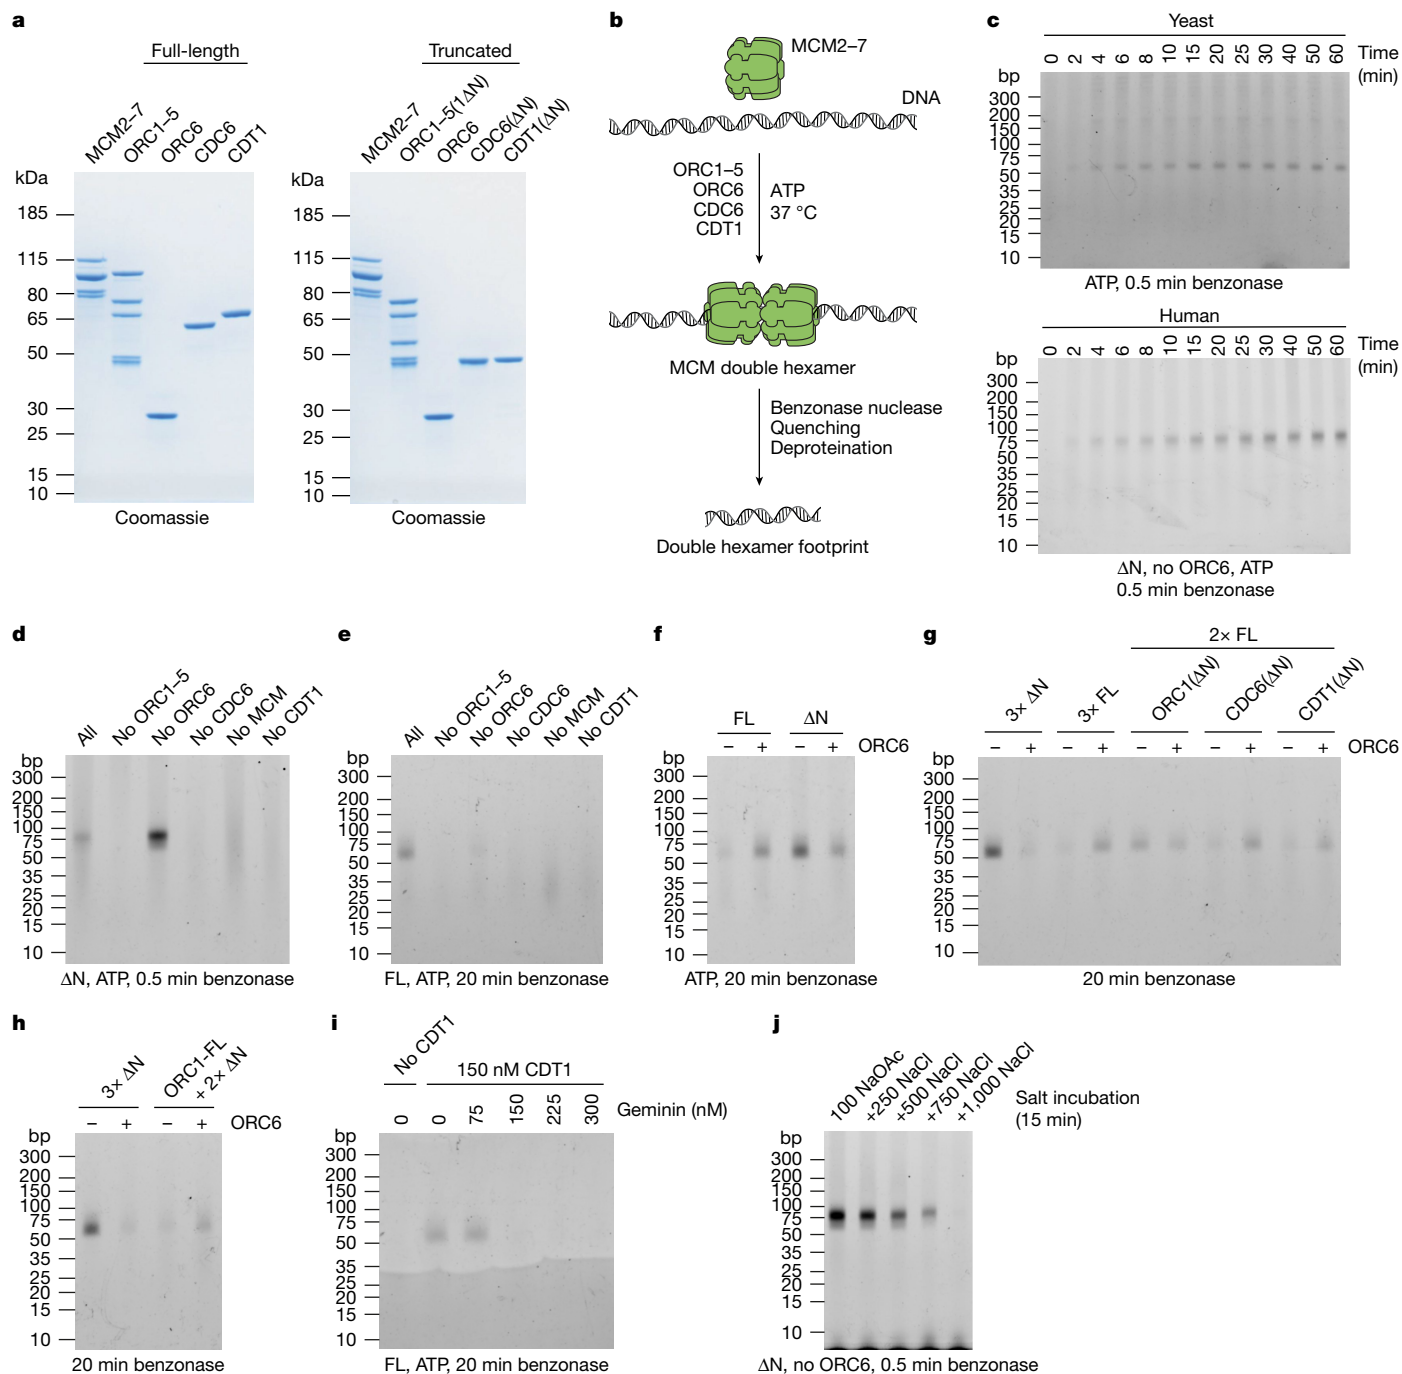 a
Full-length
MCM2–7
ORC1–5
ORC6
CDC6
CDT1
kDa
185
115
80
65
50
30
25
15
10
Coomassie
Truncated
MCM2–7
ORC1–5(1ΔN)
ORC6
CDC6(ΔN)
CDT1(ΔN)
kDa
185
115
80
65
50
30
25
15
10
Coomassie
b
MCM2–7
DNA
ORC1–5
ORC6
CDC6
CDT1
ATP
37 °C
MCM double hexamer
Benzonase nuclease
Quenching
Deproteination
Double hexamer footprint
c
Yeast
0 2 4 6 8 10 15 20 25 30 40 50 60
Time
(min)
bp
300
200
150
100
75
50
35
25
20
15
10
ATP, 0.5 min benzonase
Human
0 2 4 6 8 10 15 20 25 30 40 50 60
Time
(min)
bp
300
200
150
100
75
50
35
25
20
15
10
ΔN, no ORC6, ATP
0.5 min benzonase
d
All
No ORC1–5
No ORC6
No CDC6
No MCM
No CDT1
bp
300
200
150
100
75
50
35
25
20
15
10
ΔN, ATP, 0.5 min benzonase
e
All
No ORC1–5
No ORC6
No CDC6
No MCM
No CDT1
bp
300
200
150
100
75
50
35
25
20
15
10
FL, ATP, 20 min benzonase
f
FL ΔN
– + – + ORC6
bp
300
200
150
100
75
50
35
25
20
15
10
ATP, 20 min benzonase
g
2× FL
3× ΔN
3× FL
ORC1(ΔN)
CDC6(ΔN)
CDT1(ΔN)
– + – + – + – + – + ORC6
bp
300
200
150
100
75
50
35
25
20
15
10
20 min benzonase
h
3× ΔN
ORC1-FL
+ 2× ΔN
– + – + ORC6
bp
300
200
150
100
75
50
35
25
20
15
10
20 min benzonase
i
No CDT1
150 nM CDT1
0 0 75 150 225 300 Geminin (nM)
bp
300
200
150
100
75
50
35
25
20
15
10
FL, ATP, 20 min benzonase
j
100 NaOAc
+250 NaCl
+500 NaCl
+750 NaCl
+1,000 NaCl
Salt incubation
(15 min)
bp
300
200
150
100
75
50
35
25
20
15
10
ΔN, no ORC6, 0.5 min benzonase